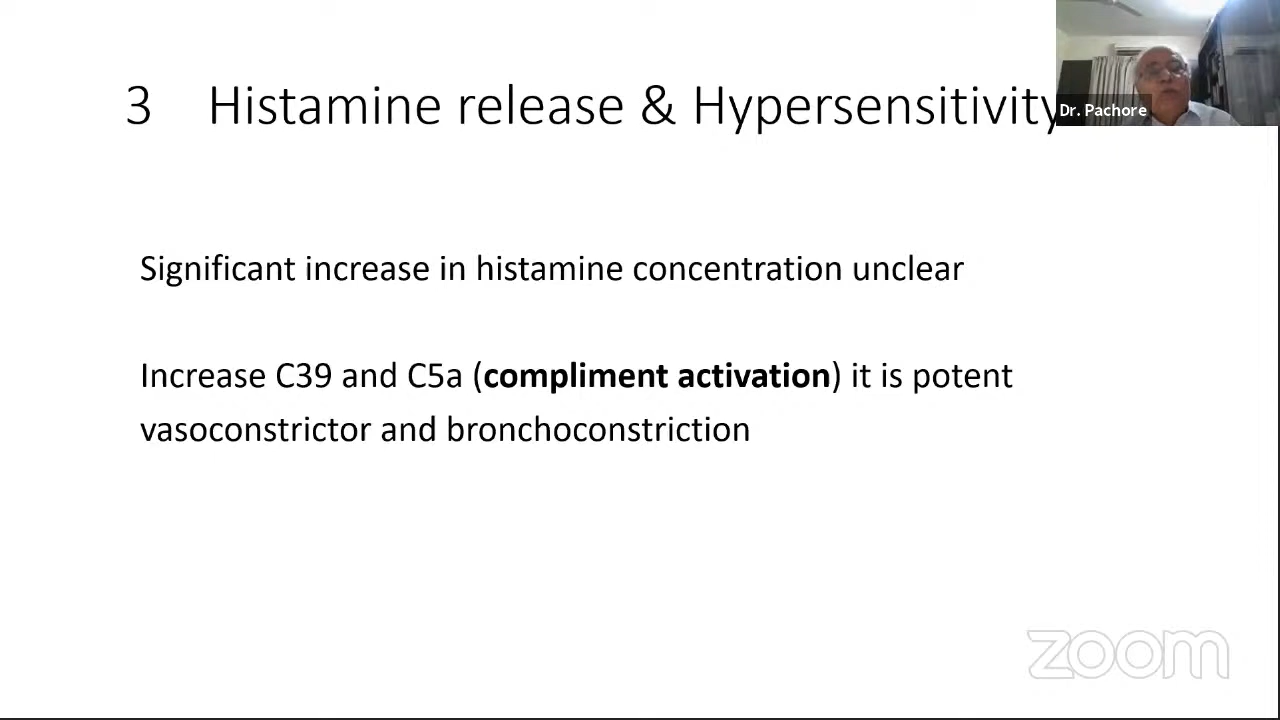 3 Histamine release & Hypersensitivity
Dr. Pachore
Significant increase in histamine concentration unclear
Increase C39 and C5a (compliment activation) it is potent
vasoconstrictor and bronchoconstriction
zoom